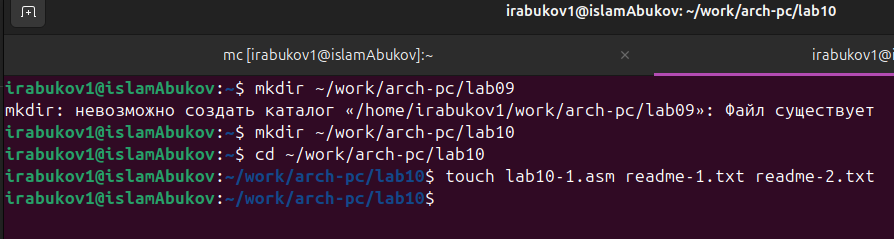 irabukov1@islamAbukov: ~/work/arch-pc/lab10
mc [irabukov1@islamAbukov]:~ × irabukov1@i
irabukov1@islamAbukov:~$ mkdir ~/work/arch-pc/lab09
mkdir: невозможно создать каталог «/home/irabukov1/work/arch-pc/lab09»: Файл существует
irabukov1@islamAbukov:~$ mkdir ~/work/arch-pc/lab10
irabukov1@islamAbukov:~$ cd ~/work/arch-pc/lab10
irabukov1@islamAbukov:~/work/arch-pc/lab10$ touch lab10-1.asm readme-1.txt readme-2.txt
irabukov1@islamAbukov:~/work/arch-pc/lab10$